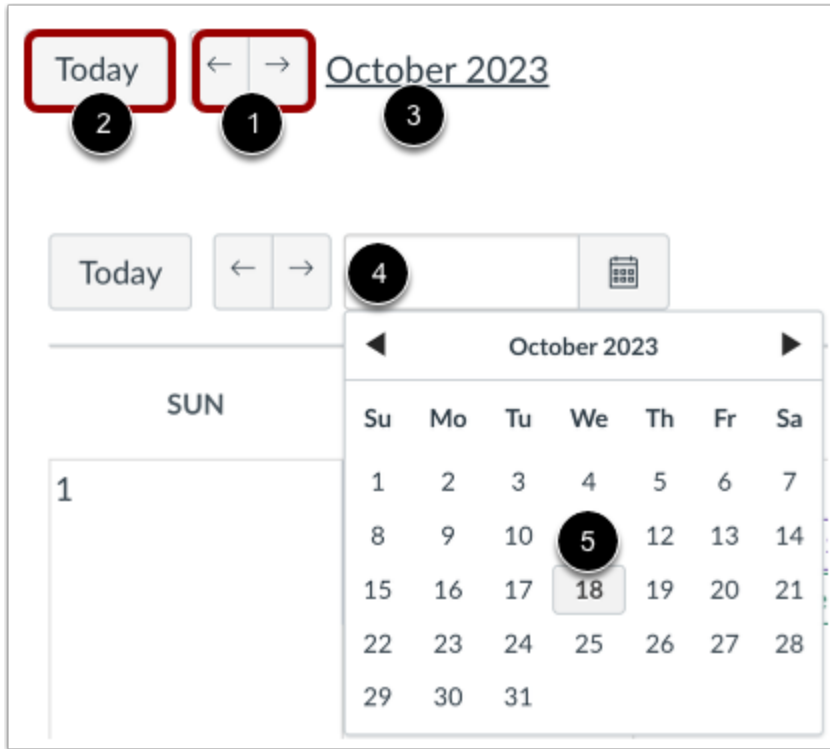 Today ← → October 2023
2 1 3
Today ← → 4
October 2023
SUN
Su Mo Tu We Th Fr Sa
1
1 2 3 4 5 6 7
8 9 10 5 12 13 14
15 16 17 18 19 20 21
22 23 24 25 26 27 28
29 30 31